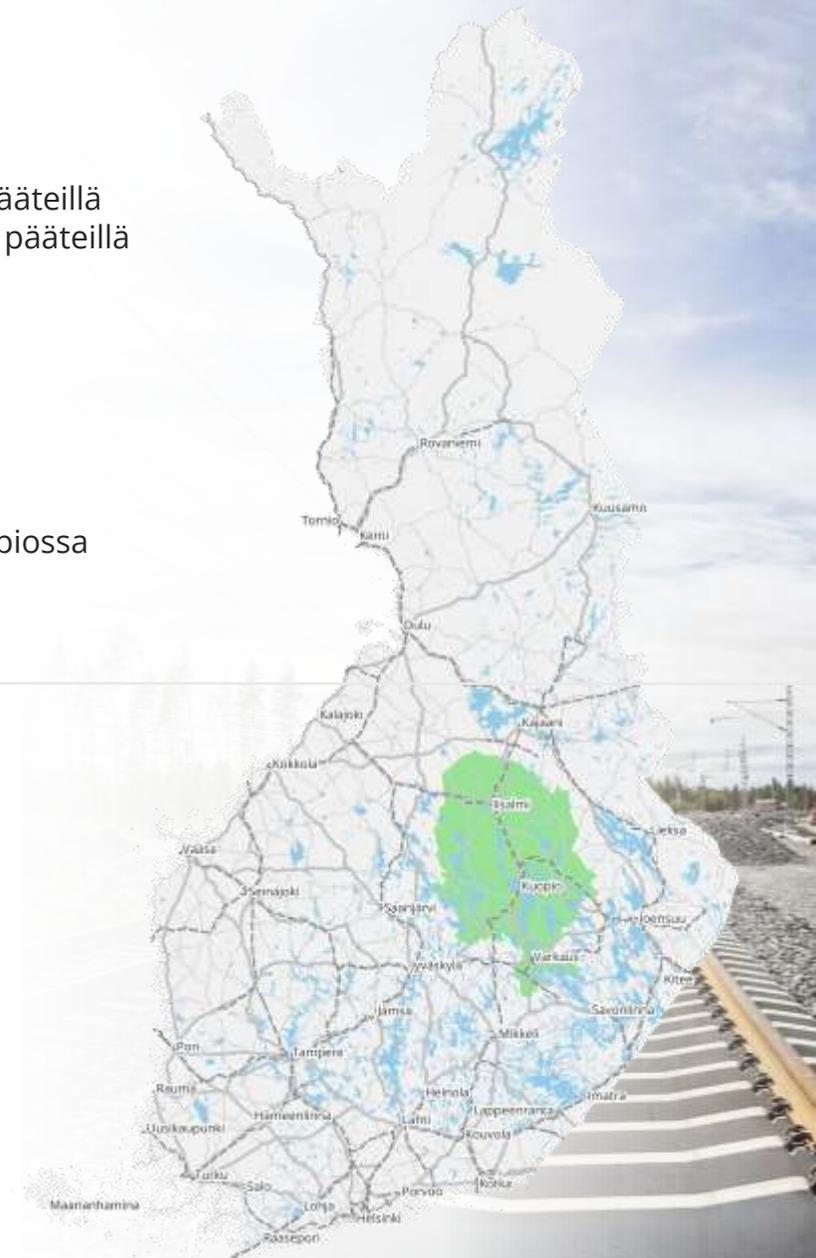 ääteillä
pääteillä
piossa
Rovaniemi
Kuusamo
Tornio
Kemi
Oulu
Kalajoki
Kajaani
Kokkola
Iisalmi
Vaasa
Lieksa
Kuopio
Seinäjoki
Saarijärvi
Joensuu
Varkaus
Jyväskylä
Kitee
Savonlinna
Jämsä
Mikkeli
Pori
Tampere
Rauma
Heinola
Imatra
Lappeenranta
Hämeenlinna
Lahti
Uusikaupunki
Kouvola
Turku
Salo
Kotka
Porvoo
Maarianhamina
Lohja
Helsinki
Raasepori